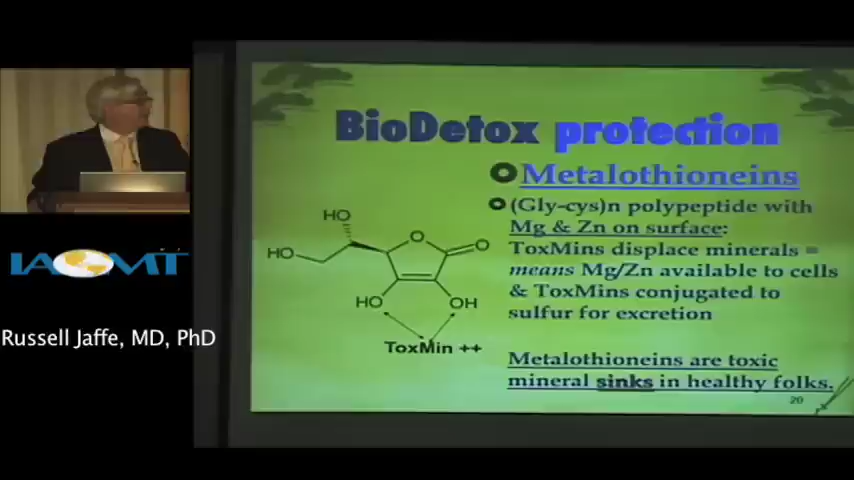 BioDetox protection
Metalothioneins
(Gly-cys)n polypeptide with
Mg & Zn on surface:
ToxMins displace minerals =
means Mg/Zn available to cells
& ToxMins conjugated to
sulfur for excretion
Metalothioneins are toxic
mineral sinks in healthy folks.
20
HO
HO
O
O
HO
OH
ToxMin ++
IAOMT
Russell Jaffe, MD, PhD